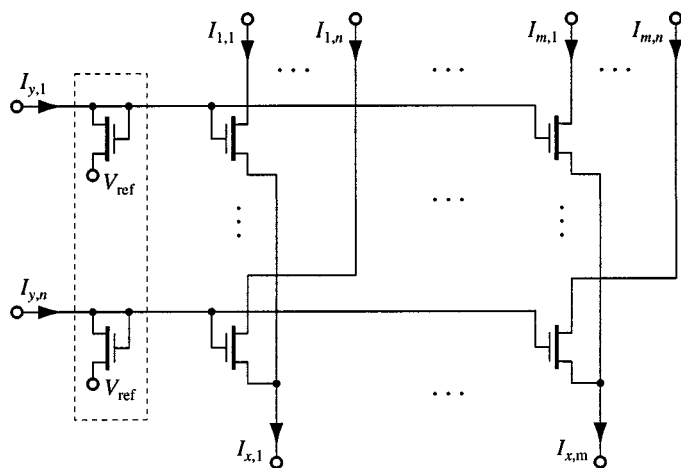 I1,1 I1,n Im,1 Im,n
. . . . . . . . .
Iy,1
Vref
. . . . . . . . .
Iy,n
Vref
. . .
Ix,1 Ix,m